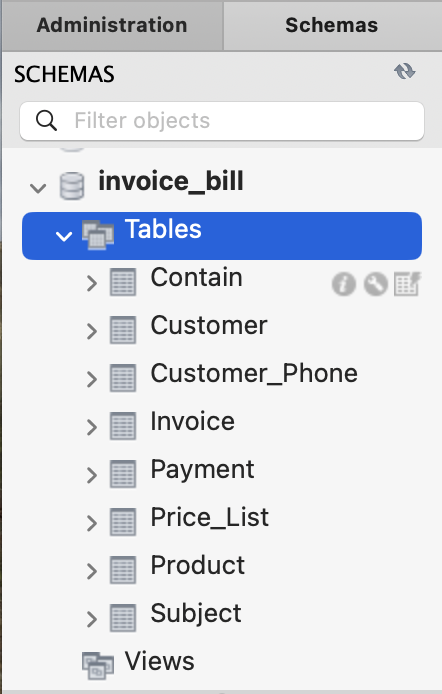 Administration
Schemas
SCHEMAS
Filter objects
invoice_bill
Tables
Contain
Customer
Customer_Phone
Invoice
Payment
Price_List
Product
Subject
Views